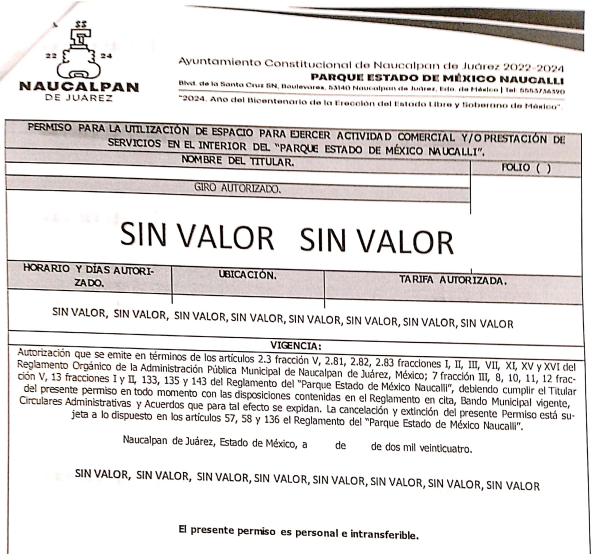 22 24
NAUCALPAN
DE JUÁREZ
Ayuntamiento Constitucional de Naucalpan de Juárez 2022-2024
PARQUE ESTADO DE MÉXICO NAUCALLI
Blvd. de la Santa Cruz SN, Boulevares, 53140 Naucalpan de Juárez, Edo. de México | Tel: 5553736390
"2024. Año del Bicentenario de la Erección del Estado Libre y Soberano de México".
PERMISO PARA LA UTILIZACIÓN DE ESPACIO PARA EJERCER ACTIVIDAD COMERCIAL Y/O PRESTACIÓN DE
SERVICIOS EN EL INTERIOR DEL "PARQUE ESTADO DE MÉXICO NAUCALLI".
NOMBRE DEL TITULAR.
FOLIO ( )
GIRO AUTORIZADO.
SIN VALOR SIN VALOR
HORARIO Y DÍAS AUTORI-
ZADO.
UBICACIÓN.
TARIFA AUTORIZADA.
SIN VALOR, SIN VALOR, SIN VALOR, SIN VALOR, SIN VALOR, SIN VALOR, SIN VALOR, SIN VALOR
VIGENCIA:
Autorización que se emite en términos de los artículos 2.3 fracción V, 2.81, 2.82, 2.83 fracciones I, II, III, VII, XI, XV y XVI del
Reglamento Orgánico de la Administración Pública Municipal de Naucalpan de Juárez, México; 7 fracción III, 8, 10, 11, 12 frac-
ción V, 13 fracciones I y II, 133, 135 y 143 del Reglamento del "Parque Estado de México Naucalli", debiendo cumplir el Titular
del presente permiso en todo momento con las disposiciones contenidas en el Reglamento en cita, Bando Municipal vigente,
Circulares Administrativas y Acuerdos que para tal efecto se expidan. La cancelación y extinción del presente Permiso está su-
jeta a lo dispuesto en los artículos 57, 58 y 136 el Reglamento del "Parque Estado de México Naucalli".
Naucalpan de Juárez, Estado de México, a de de dos mil veinticuatro.
SIN VALOR, SIN VALOR, SIN VALOR, SIN VALOR, SIN VALOR, SIN VALOR, SIN VALOR, SIN VALOR
El presente permiso es personal e intransferible.